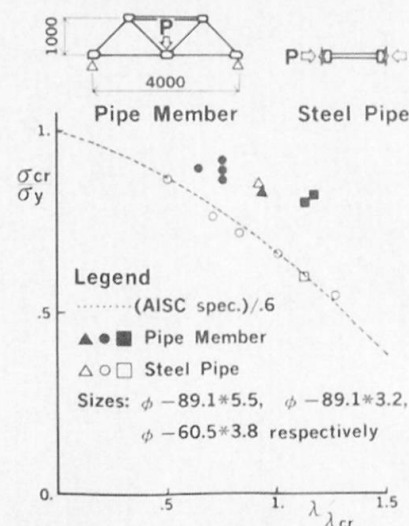 P
1000
4000
P
Pipe Member
Steel Pipe
1.
σcr
σy
Legend
(AISC spec.)/.6
▲ ● ■ Pipe Member
△ ○ □ Steel Pipe
.5
Sizes: ϕ −89.1*5.5, ϕ −89.1*3.2,
ϕ −60.5*3.8 respectively
0.
.5
1.0
λ
λcr
1.5